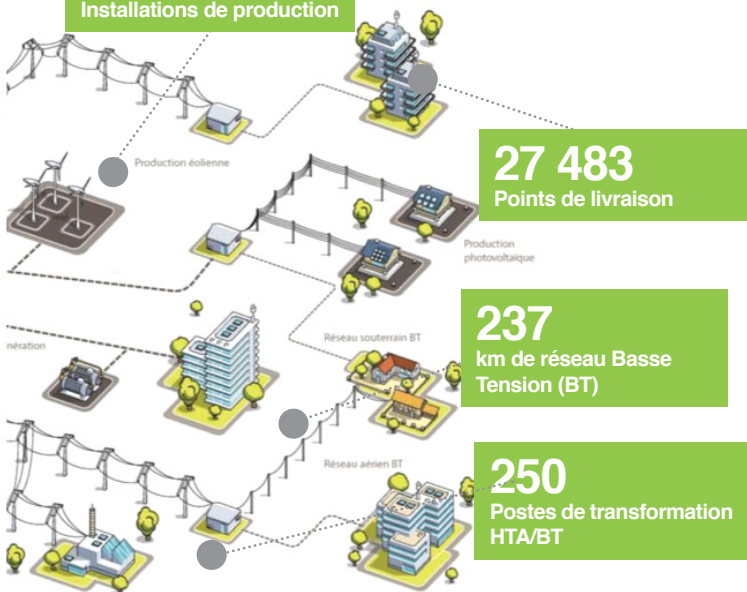 Installations de production
Production éolienne
27 483
Points de livraison
Production
photovoltaïque
237
km de réseau Basse
Tension (BT)
Réseau souterrain BT
nération
Réseau aérien BT
250
Postes de transformation
HTA/BT